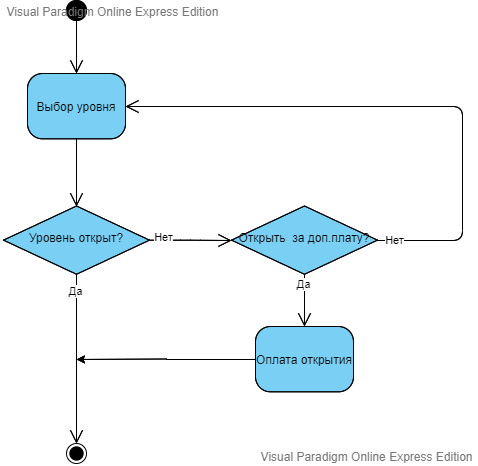 Visual Paradigm Online Express Edition
Выбор уровня
Уровень открыт?
Нет
Открыть за доп.плату?
Нет
Да
Да
Оплата открытия
Visual Paradigm Online Express Edition